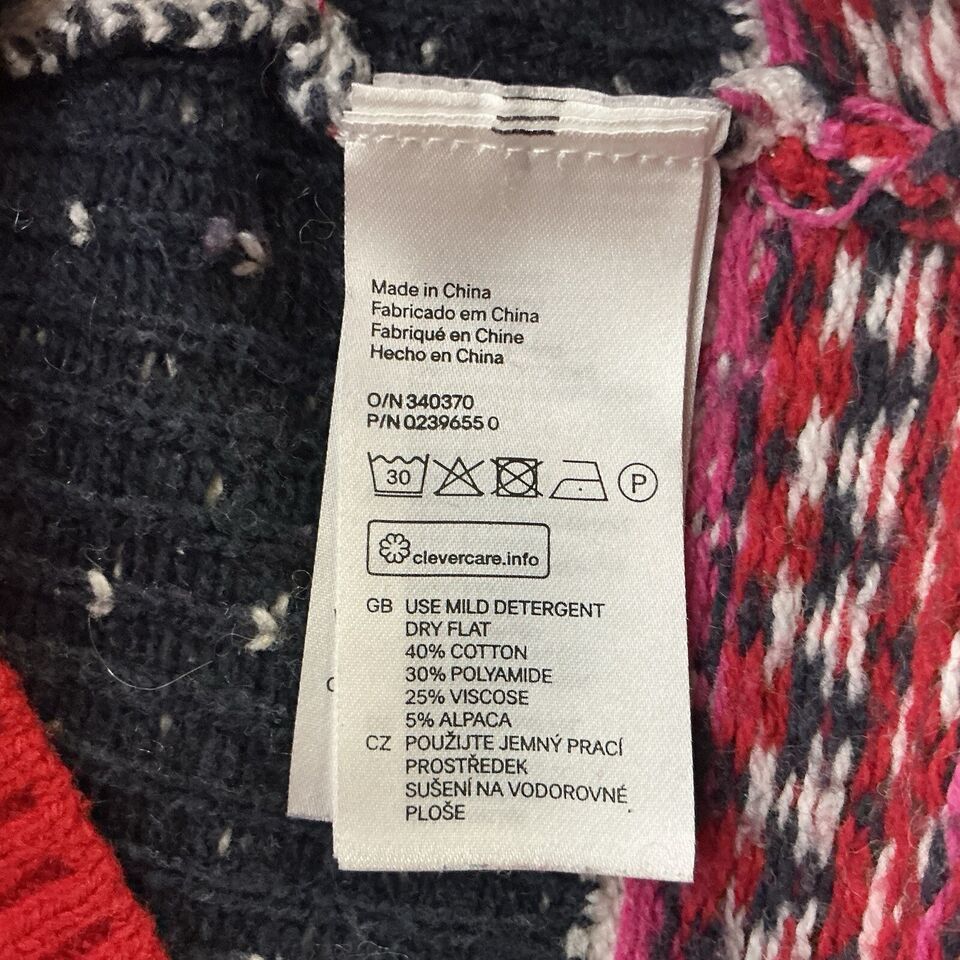 Made in China
Fabricado em China
Fabriqué en Chine
Hecho en China
O/N 340370
P/N 0239655 0
30 P
clevercare.info
GB USE MILD DETERGENT
DRY FLAT
40% COTTON
30% POLYAMIDE
25% VISCOSE
5% ALPACA
CZ POUŽIJTE JEMNÝ PRACÍ
PROSTŘEDEK
SUŠENÍ NA VODOROVNÉ
PLOŠE